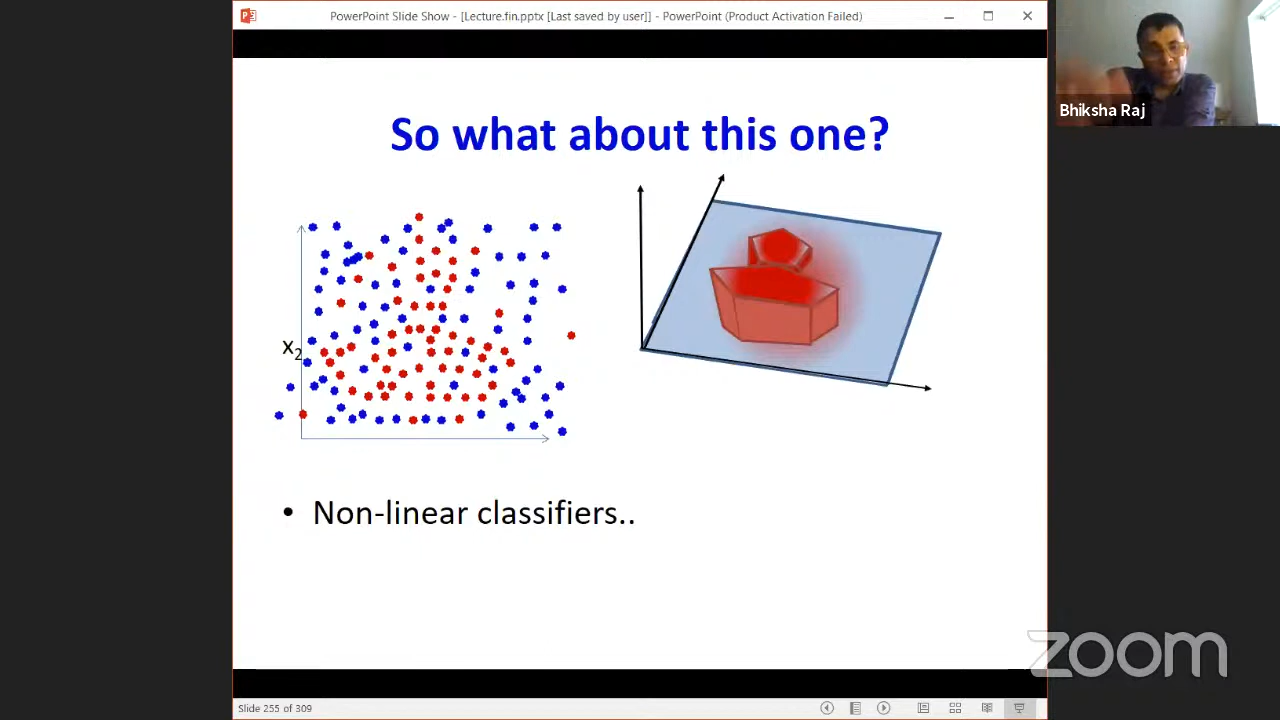 PowerPoint Slide Show - [Lecture.fin.pptx [Last saved by user]] - PowerPoint (Product Activation Failed)
Bhiksha Raj
So what about this one?
x2
• Non-linear classifiers..
zoom
Slide 255 of 309